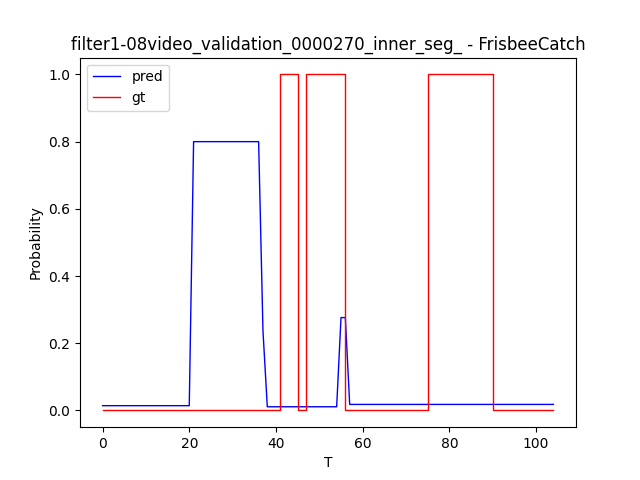 filter1-08video_validation_0000270_inner_seg_ - FrisbeeCatch
pred
gt
1.0
0.8
0.6
0.4
0.2
0.0
Probability
0 20 40 60 80 100
T